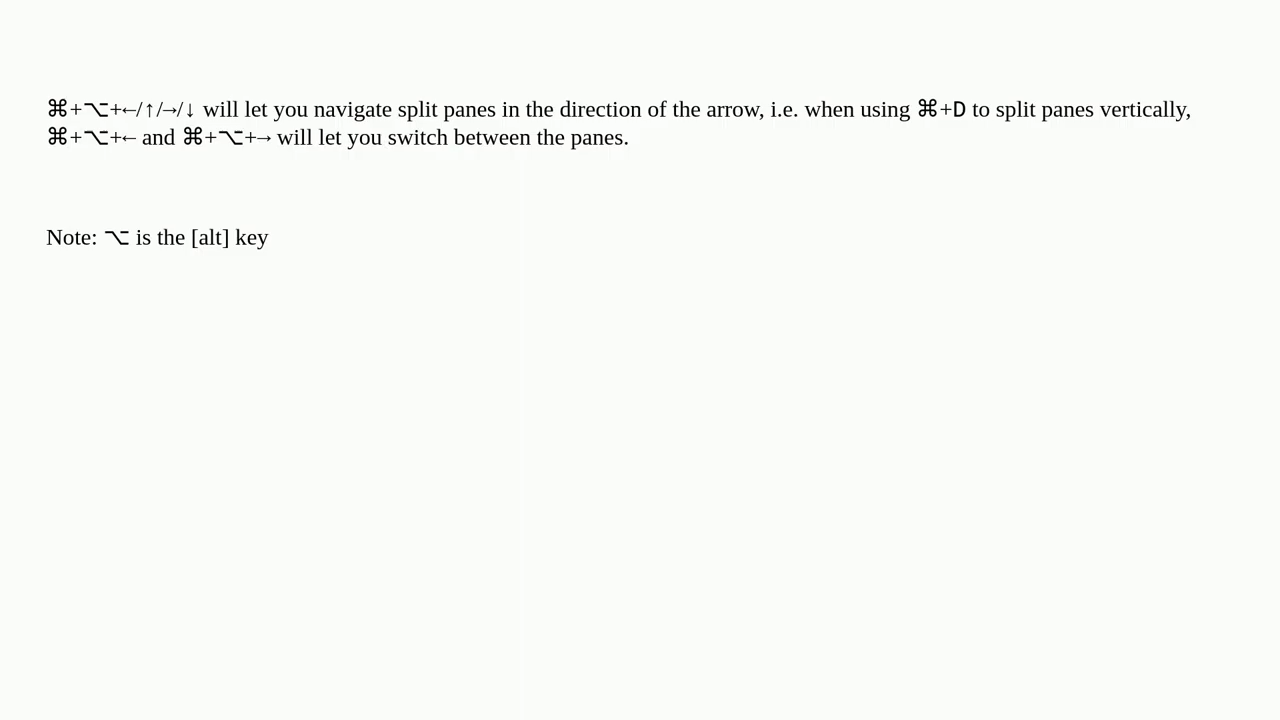 ⌘+⌥+←/↑/→/↓ will let you navigate split panes in the direction of the arrow, i.e. when using ⌘+D to split panes vertically,
⌘+⌥+← and ⌘+⌥+→ will let you switch between the panes.
Note: ⌥ is the [alt] key